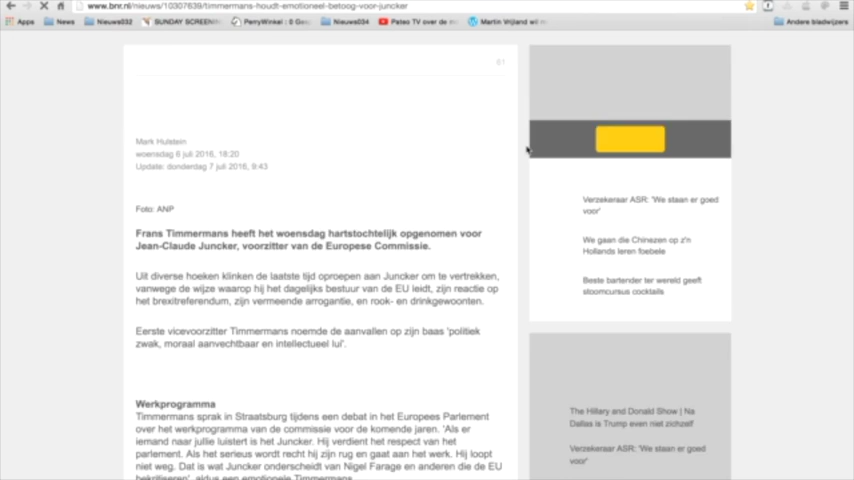 www.bnr.nl/nieuws/10307639/timmermans-houdt-emotioneel-betoog-voor-juncker
Apps
News
Nieuws032
SUNDAY SCREENIN
PerryWinkel : 0 Geo
Nieuws034
Pateo TV over de m
Martin Vrijland wil n
Andere bladwijzers
61
Mark Hulstein
woensdag 6 juli 2016, 18:20
Update: donderdag 7 juli 2016, 9:43
Foto: ANP
Frans Timmermans heeft het woensdag hartstochtelijk opgenomen voor
Jean-Claude Juncker, voorzitter van de Europese Commissie.
Uit diverse hoeken klinken de laatste tijd oproepen aan Juncker om te vertrekken,
vanwege de wijze waarop hij het dagelijks bestuur van de EU leidt, zijn reactie op
het brexitreferendum, zijn vermeende arrogantie, en rook- en drinkgewoonten.
Eerste vicevoorzitter Timmermans noemde de aanvallen op zijn baas 'politiek
zwak, moraal aanvechtbaar en intellectueel lui'.
Werkprogramma
Timmermans sprak in Straatsburg tijdens een debat in het Europees Parlement
over het werkprogramma van de commissie voor de komende jaren. 'Als er
iemand naar jullie luistert is het Juncker. Hij verdient het respect van het
parlement. Als het serieus wordt recht hij zijn rug en gaat aan het werk. Hij loopt
niet weg. Dat is wat Juncker onderscheidt van Nigel Farage en anderen die de EU
bekritiseren', aldus een emotionele Timmermans.
Verzekeraar ASR: 'We staan er goed
voor'
We gaan die Chinezen op z'n
Hollands leren foebele
Beste bartender ter wereld geeft
stoomcursus cocktails
The Hillary and Donald Show | Na
Dallas is Trump even niet zichzelf
Verzekeraar ASR: 'We staan er goed
voor'